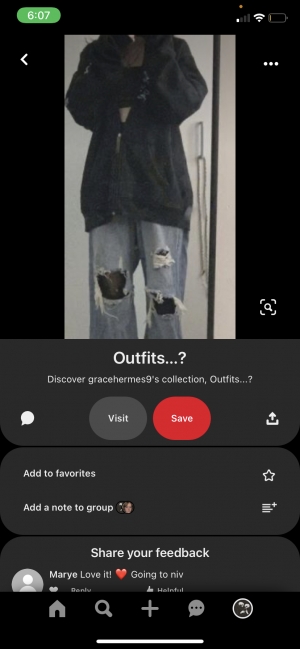 6:07
Outfits...?
Discover gracehermes9's collection, Outfits...?
Visit
Save
Add to favorites
Add a note to group
Share your feedback
Marye Love it! ❤️ Going to niv
Reply Helpful